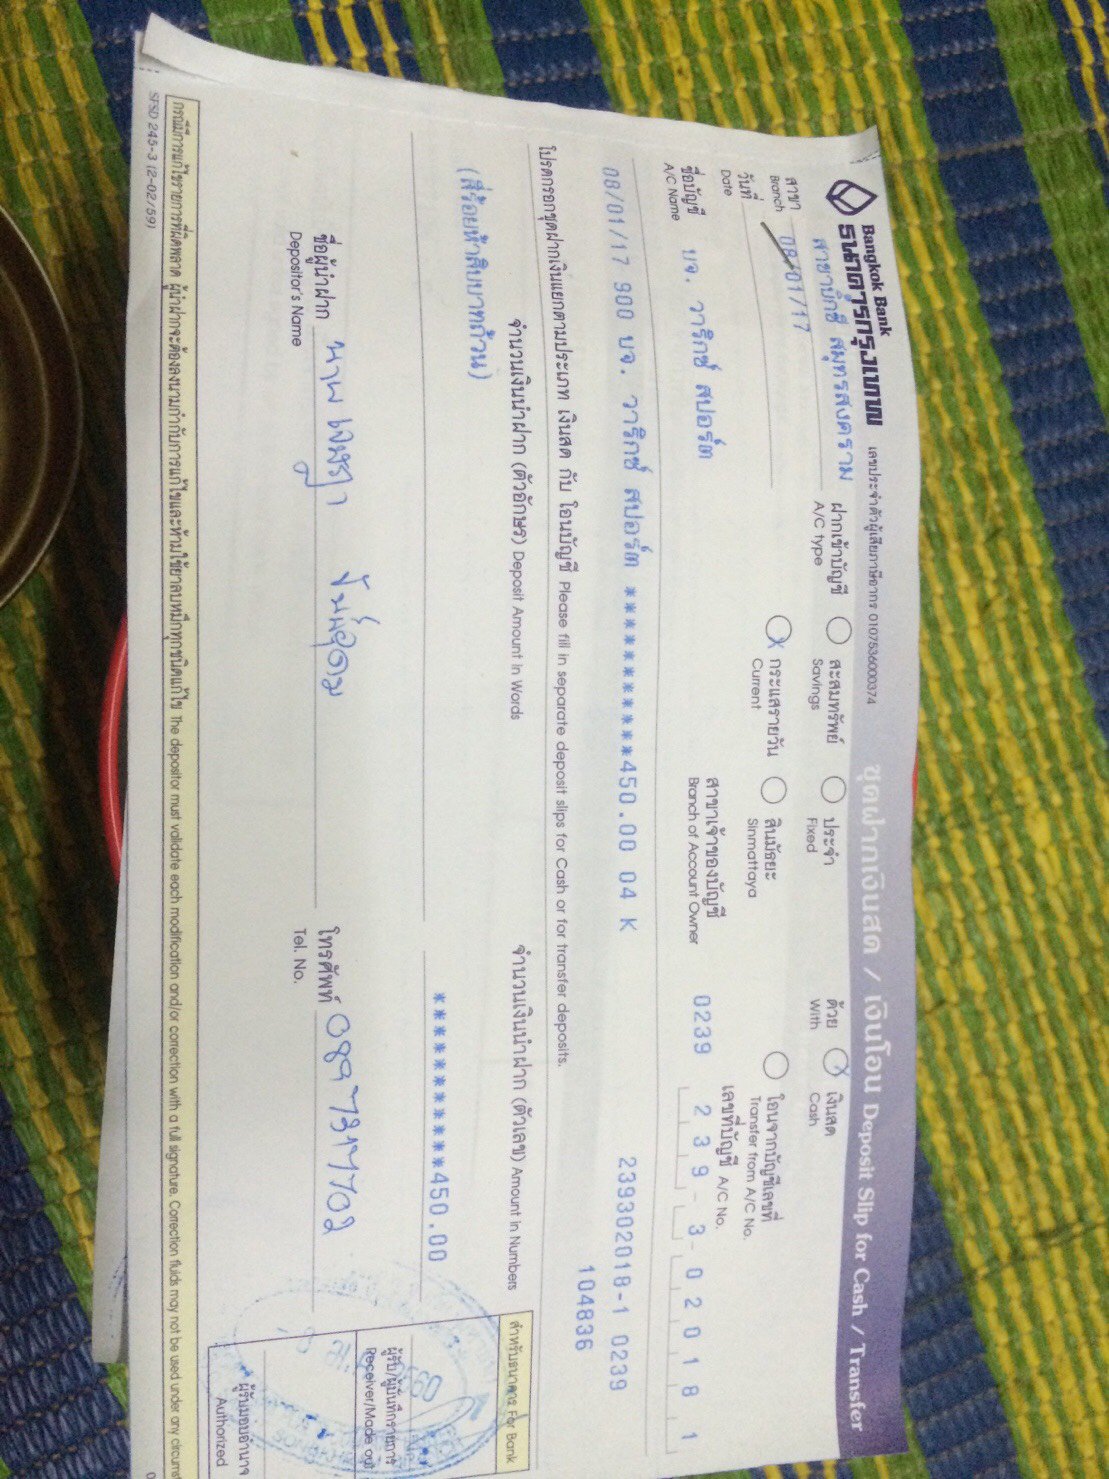 Bangkok Bank
ธนาคารกรุงเทพ
เลขประจำตัวผู้เสียภาษีอากร 0107536000374
ชุดฝากเงินสด / เงินโอน Deposit Slip for Cash / Transfer
สาขา สาขาบิ๊กซี สมุทรสงคราม
Branch
วันที่ 08/01/17
Date
ฝากเข้าบัญชี
A/C type
สะสมทรัพย์
Savings
ประจำ
Fixed
กระแสรายวัน
Current
สินมัธยะ
Sinmattaya
ด้วย
With
เงินสด
Cash
โอนจากบัญชีเลขที่
Transfer from A/C No.
ชื่อบัญชี บจ. วาริกซ์ สปอร์ต
A/C Name
สาขาเจ้าของบัญชี 0239
Branch of Account Owner
เลขที่บัญชี A/C No.
239-3-02018 1
08/01/17 900 บจ. วาริกซ์ สปอร์ต **************450.00 04 K 239302018-1 0239
104836
โปรดกรอกชุดฝากเงินแยกตามประเภท เงินสด กับ โอนบัญชี Please fill in separate deposit slips for Cash or for transfer deposits.
จำนวนเงินนำฝาก (ตัวอักษร) Deposit Amount in Words
จำนวนเงินนำฝาก (ตัวเลข) Amount in Numbers
สำหรับธนาคาร For Bank
(สี่ร้อยห้าสิบบาทถ้วน)
**************450.00
ผู้รับ/ผู้บันทึกรายการ
Receiver/Made out
ชื่อผู้นำฝาก
Depositor's Name
โทรศัพท์ 089 7317702
Tel. No.
ผู้รับมอบอำนาจ
Authorized
กรณีมีการแก้ไขรายการที่ผิดพลาด ผู้นำฝากจะต้องลงนามกำกับการแก้ไขและห้ามใช้ยาลบหมึกทุกชนิดแก้ไข The depositor must validate each modification and/or correction with a full signature. Correction fluids may not be used under any
SFSD 245-3 (2-02/59)